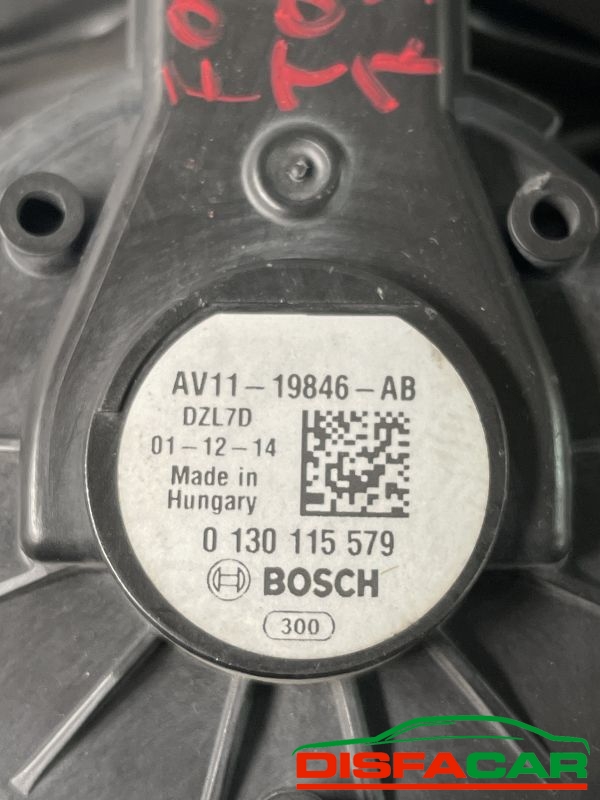 AV11-19846-AB
DZL7D
01-12-14
Made in
Hungary
0 130 115 579
BOSCH
300
DISFACAR